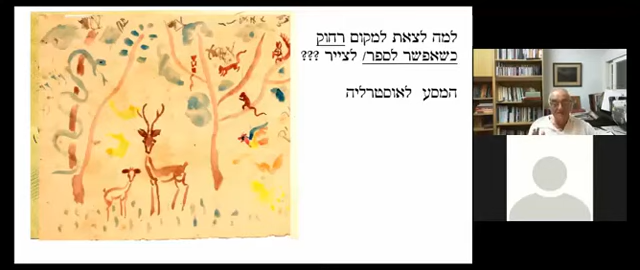 למה לצאת למקום רחוק
כשאפשר לספר/ לצייר ???
המסע לאוסטרליה